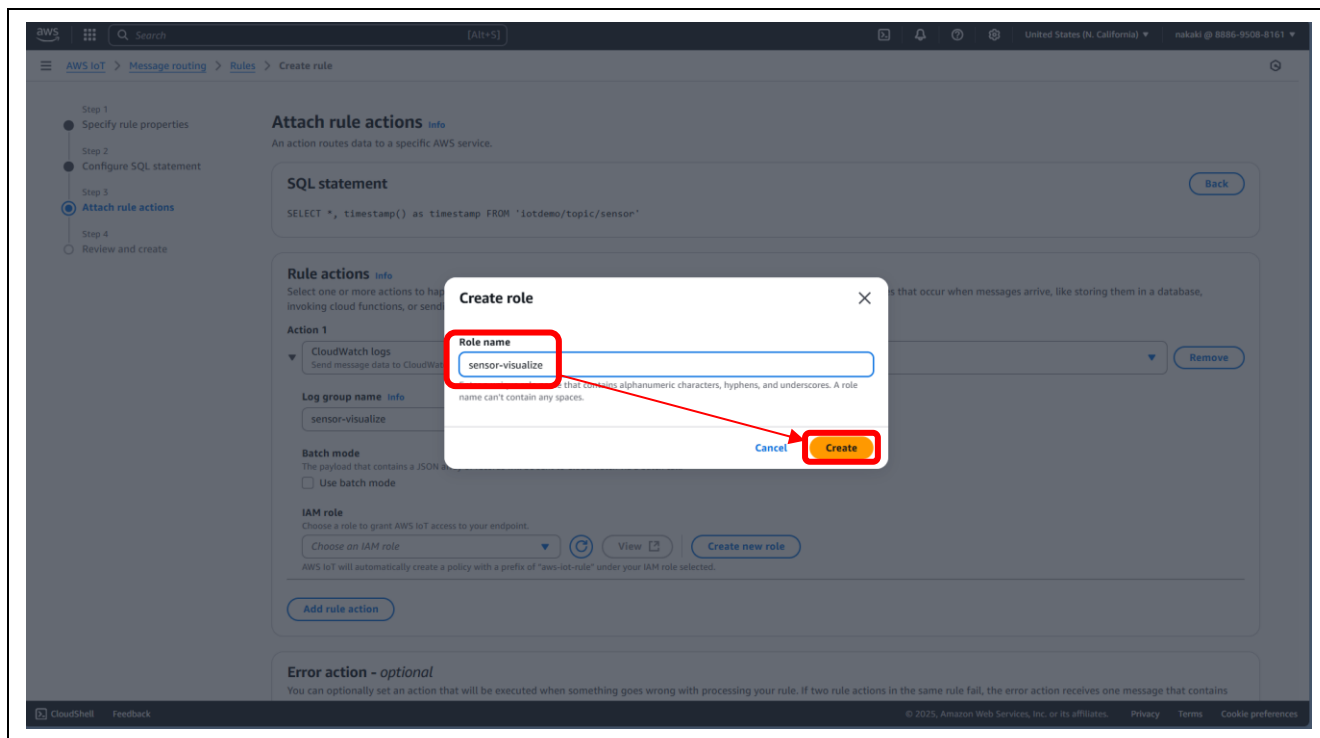 aws
Search
[Alt+S]
United States (N. California)
nakaki @ 8886-9508-8161
AWS IoT > Message routing > Rules > Create rule
Step 1
Specify rule properties
Step 2
Configure SQL statement
Step 3
Attach rule actions
Step 4
Review and create
Attach rule actions Info
An action routes data to a specific AWS service.
SQL statement
Back
SELECT *, timestamp() as timestamp FROM 'iotdemo/topic/sensor'
Rule actions Info
Select one or more actions to hap
s that occur when messages arrive, like storing them in a database,
invoking cloud functions, or sendi
Action 1
CloudWatch logs
Send message data to CloudWat
Remove
Log group name Info
sensor-visualize
Batch mode
The payload that contains a JSON
Use batch mode
IAM role
Choose a role to grant AWS IoT access to your endpoint.
Choose an IAM role
View
Create new role
AWS IoT will automatically create a policy with a prefix of "aws-iot-rule" under your IAM role selected.
Add rule action
Error action - optional
You can optionally set an action that will be executed when something goes wrong with processing your rule. If two rule actions in the same rule fail, the error action receives one message that contains
Create role
Role name
sensor-visualize
that contains alphanumeric characters, hyphens, and underscores. A role
name can't contain any spaces.
Cancel
Create
CloudShell
Feedback
© 2025, Amazon Web Services, Inc. or its affiliates.
Privacy
Terms
Cookie preferences